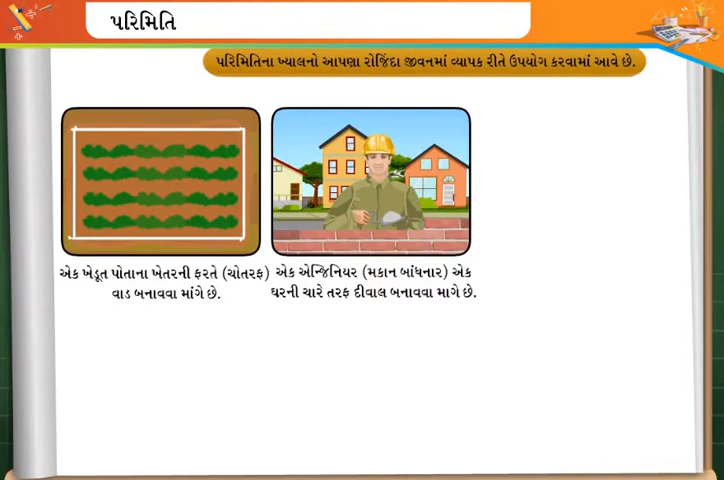 પરિમિતિ
પરિમિતિના ખ્યાલનો આપણા રોજિંદા જીવનમાં વ્યાપક રીતે ઉપયોગ કરવામાં આવે છે.
એક ખેડૂત પોતાના ખેતરની ફરતે (ચોતરફ)
વાડ બનાવવા માંગે છે.
એક એન્જિનિયર (મકાન બાંધનાર) એક
ઘરની ચારે તરફ દીવાલ બનાવવા માગે છે.